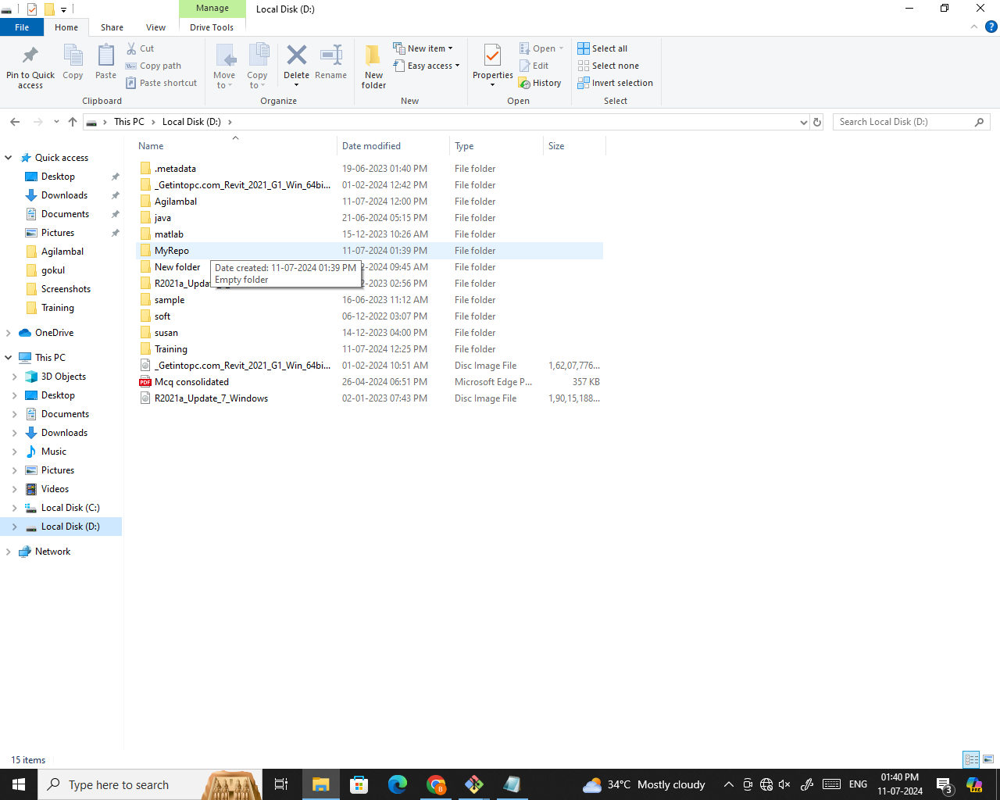 Manage
Local Disk (D:)
File
Home
Share
View
Drive Tools
Pin to Quick access
Copy
Paste
Cut
Copy path
Paste shortcut
Clipboard
Move to
Copy to
Delete
Rename
Organize
New folder
New item
Easy access
New
Properties
Open
Edit
History
Open
Select all
Select none
Invert selection
Select
This PC
Local Disk (D:)
Search Local Disk (D:)
Name
Date modified
Type
Size
Quick access
Desktop
Downloads
Documents
Pictures
Agilambal
gokul
Screenshots
Training
OneDrive
This PC
3D Objects
Desktop
Documents
Downloads
Music
Pictures
Videos
Local Disk (C:)
Local Disk (D:)
Network
.metadata 19-06-2023 01:40 PM File folder
_Getintopc.com_Revit_2021_G1_Win_64bi... 01-02-2024 12:42 PM File folder
Agilambal 11-07-2024 12:00 PM File folder
java 21-06-2024 05:15 PM File folder
matlab 15-12-2023 10:26 AM File folder
MyRepo 11-07-2024 01:39 PM File folder
New folder 2-2024 09:45 AM File folder
Date created: 11-07-2024 01:39 PM
Empty folder
R2021a_Update 2-2023 02:56 PM File folder
sample 16-06-2023 11:12 AM File folder
soft 06-12-2022 03:07 PM File folder
susan 14-12-2023 04:00 PM File folder
Training 11-07-2024 12:25 PM File folder
_Getintopc.com_Revit_2021_G1_Win_64bi... 01-02-2024 10:51 AM Disc Image File 1,62,07,776...
PDF Mcq consolidated 26-04-2024 06:51 PM Microsoft Edge P... 357 KB
R2021a_Update_7_Windows 02-01-2023 07:43 PM Disc Image File 1,90,15,188...
15 items
Type here to search
B
34°C Mostly cloudy
ENG
01:40 PM
11-07-2024
3
PRE